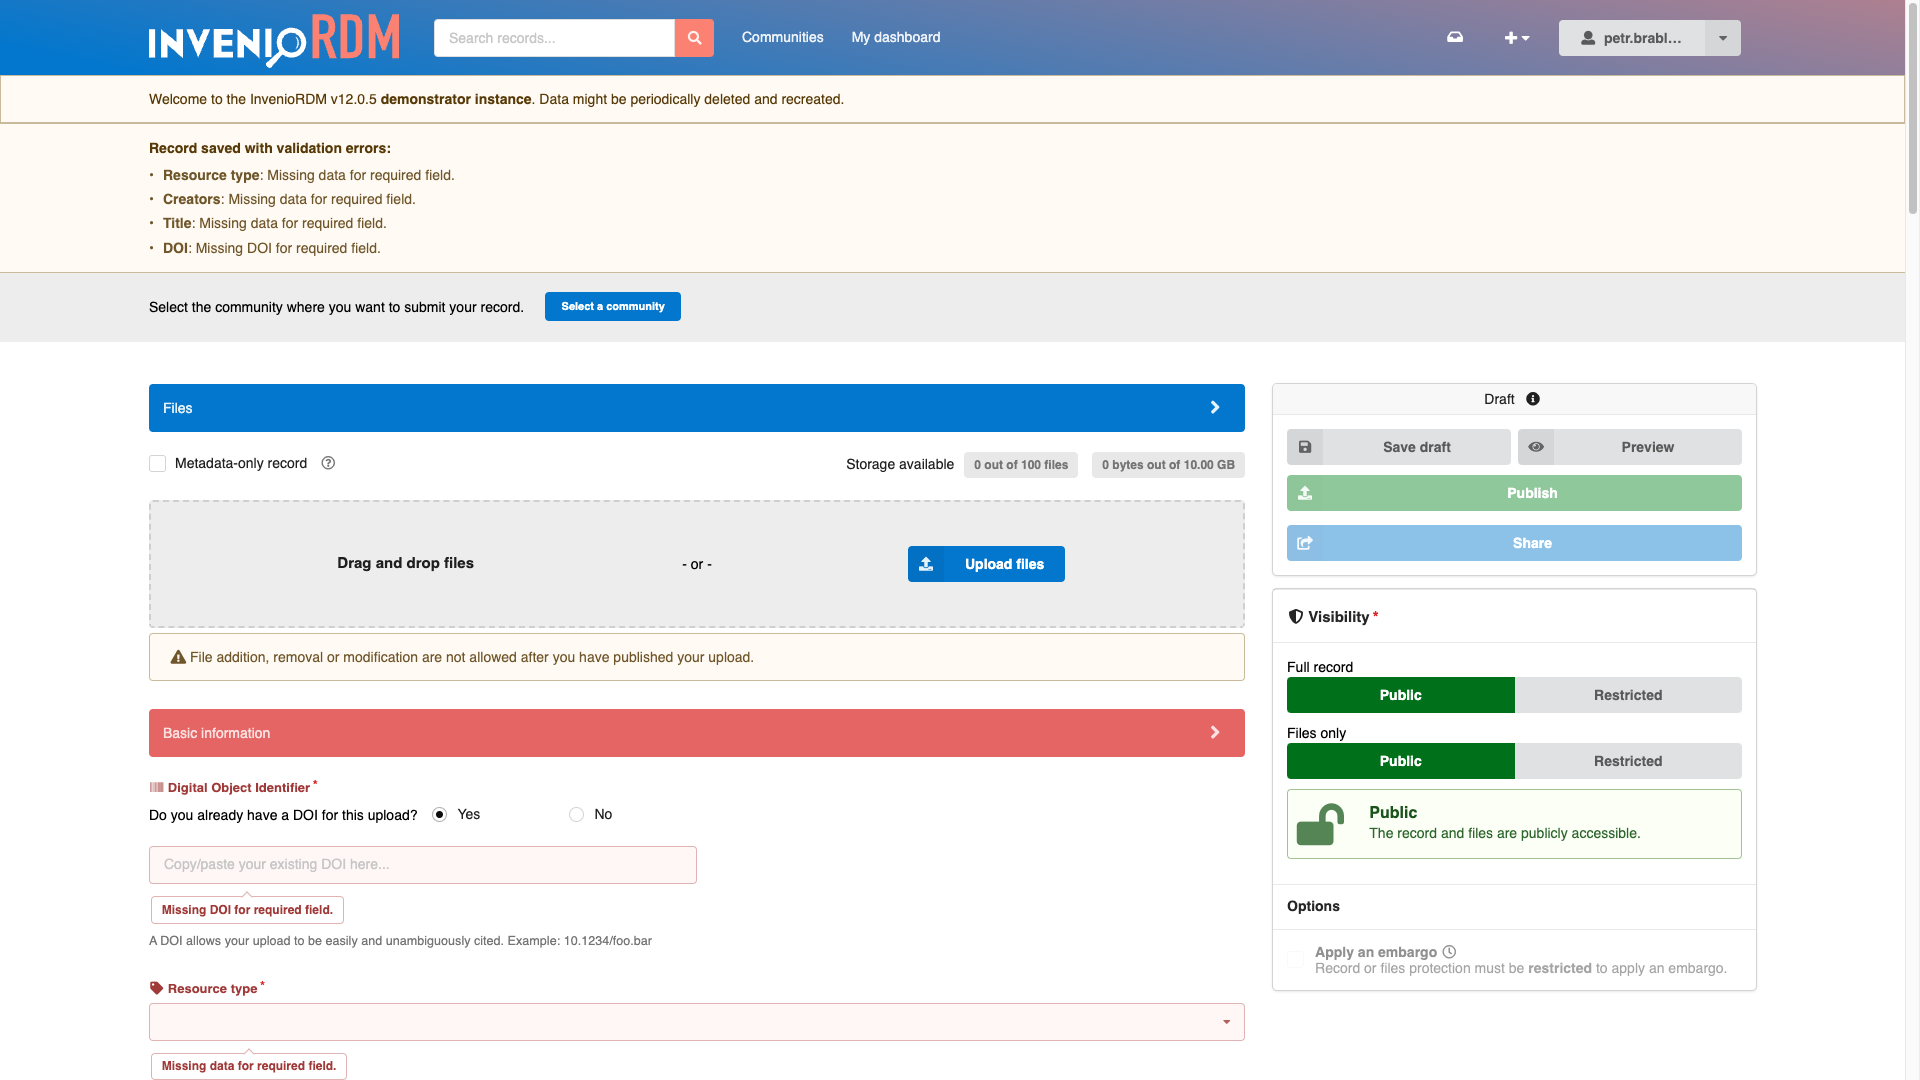 INVENIO RDM
Search records...
Communities
My dashboard
petr.brabl...
Welcome to the InvenioRDM v12.0.5 demonstrator instance. Data might be periodically deleted and recreated.
Record saved with validation errors:
• Resource type: Missing data for required field.
• Creators: Missing data for required field.
• Title: Missing data for required field.
• DOI: Missing DOI for required field.
Select the community where you want to submit your record.
Select a community
Files
Metadata-only record
Storage available
0 out of 100 files
0 bytes out of 10.00 GB
Drag and drop files
- or -
Upload files
File addition, removal or modification are not allowed after you have published your upload.
Basic information
Digital Object Identifier *
Do you already have a DOI for this upload?
Yes
No
Copy/paste your existing DOI here...
Missing DOI for required field.
A DOI allows your upload to be easily and unambiguously cited. Example: 10.1234/foo.bar
Resource type *
Missing data for required field.
Draft
Save draft
Preview
Publish
Share
Visibility *
Full record
Public
Restricted
Files only
Public
Restricted
Public
The record and files are publicly accessible.
Options
Apply an embargo
Record or files protection must be restricted to apply an embargo.